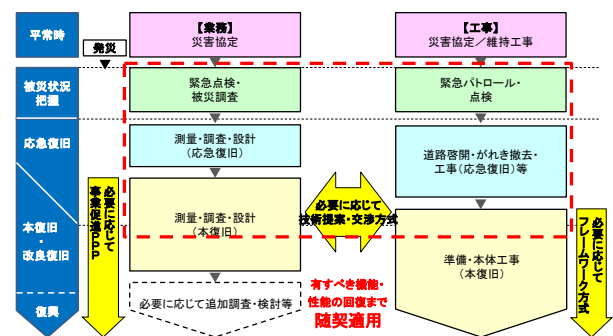 平常時
発災
【業務】
災害協定
【工事】
災害協定／維持工事
被災状況
把握
緊急点検・
被災調査
緊急パトロール・
点検
応急復旧
測量・調査・設計
（応急復旧）
道路啓開・がれき撤去・
工事（応急復旧）等
必要に応じて
事業促進PPP
本復旧
・
改良復旧
測量・調査・設計
（本復旧）
必要に応じて
技術提案・交渉方式
準備・本体工事
（本復旧）
必要に応じて
フレームワーク方式
復興
必要に応じて追加調査・検討等
有すべき機能・
性能の回復まで
随契適用